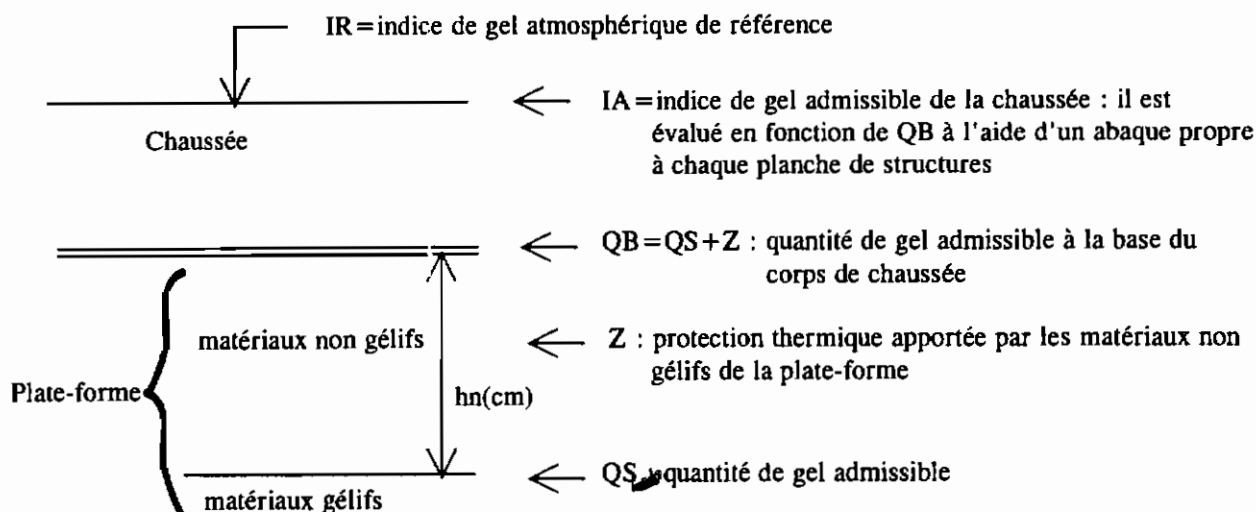 IR=indice de gel atmosphérique de référence
IA=indice de gel admissible de la chaussée : il est
évalué en fonction de QB à l'aide d'un abaque propre
à chaque planche de structures
Chaussée
QB=QS+Z : quantité de gel admissible à la base du
corps de chaussée
matériaux non gélifs
Z : protection thermique apportée par les matériaux non
gélifs de la plate-forme
Plate-forme
hn(cm)
QS quantité de gel admissible
matériaux gélifs